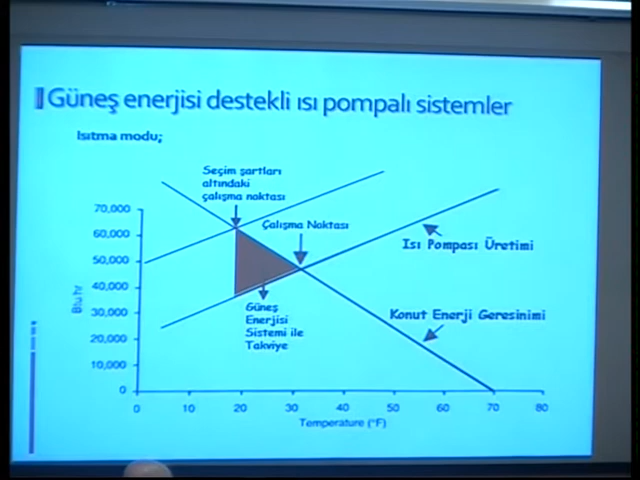 Güneş enerjisi destekli ısı pompalı sistemler
Isıtma modu;
Seçim şartları
altındaki
çalışma noktası
Çalışma Noktası
70,000
60,000
50,000
40,000
30,000
20,000
10,000
0
Btu/hr
Isı Pompası Üretimi
Güneş
Enerjisi
Sistemi ile
Takviye
Konut Enerji Geresinimi
0 10 20 30 40 50 60 70 80
Temperature (°F)